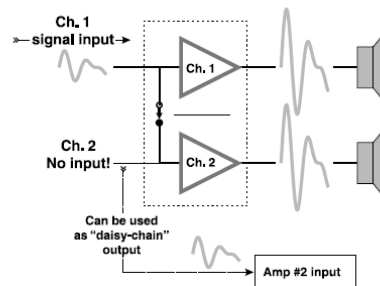 Ch. 1
signal input
Ch. 1
Ch. 2
No input!
Ch. 2
Can be used
as "daisy-chain"
output
Amp #2 input